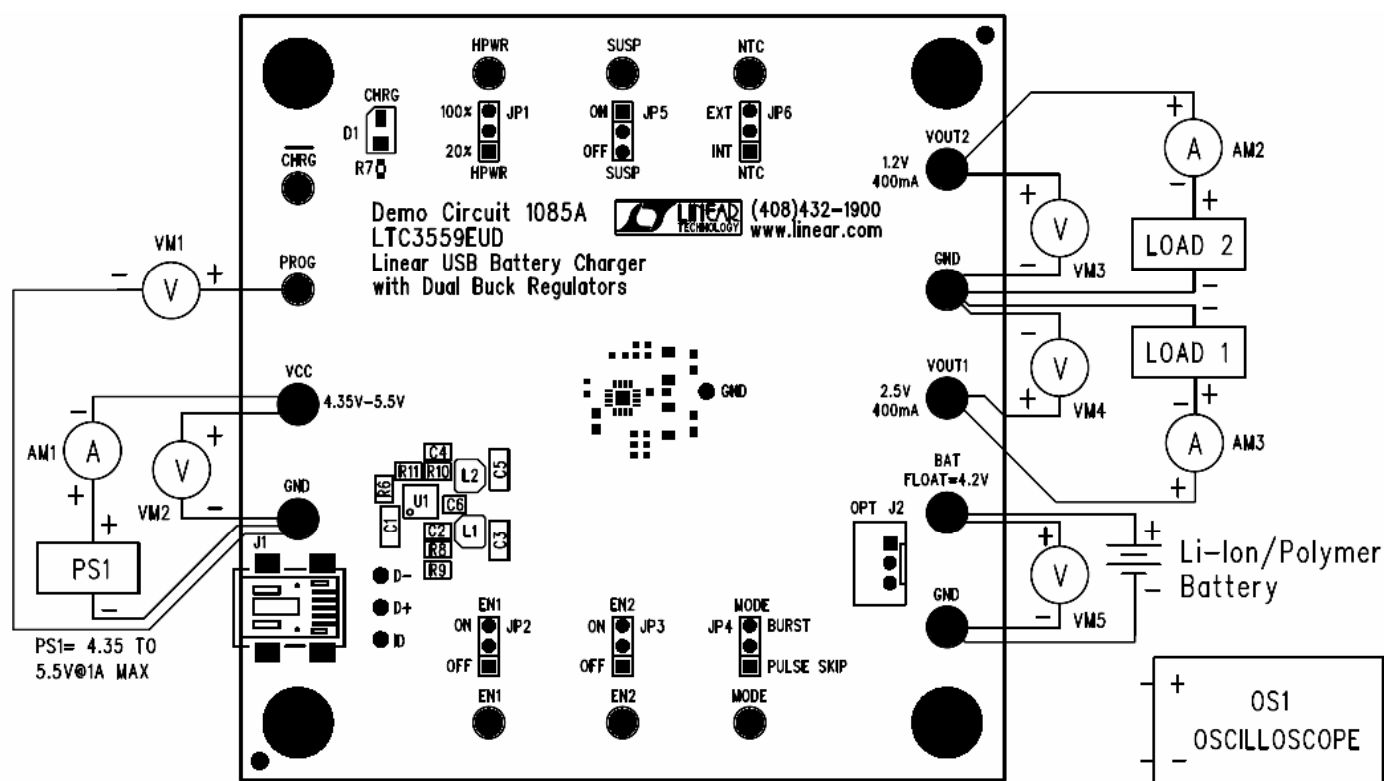 HPWR
SUSP
NTC
CHRG
D1
R7
100%
20%
JP1
HPWR
ON
OFF
JP5
SUSP
EXT
INT
JP6
NTC
CHRG
Demo Circuit 1085A
LTC3559EUD
Linear USB Battery Charger
with Dual Buck Regulators
LINEAR
TECHNOLOGY
(408)432-1900
www.linear.com
VM1
- V +
PROG
VCC
4.35V-5.5V
AM1
- A +
VM2
+ V -
GND
PS1
+
-
PS1= 4.35 TO
5.5V@1A MAX
J1
D-
D+
ID
GND
C4
R11
R10
L2
C5
R6
U1
C6
C1
C2
L1
C3
R8
R9
EN1
ON
OFF
JP2
EN1
EN2
ON
OFF
JP3
EN2
MODE
JP4
BURST
PULSE SKIP
MODE
VOUT2
1.2V
400mA
+ A -
AM2
+ V -
VM3
+
LOAD 2
-
GND
-
LOAD 1
+
- V +
VM4
VOUT1
2.5V
400mA
- A +
AM3
BAT
FLOAT=4.2V
OPT J2
+ V -
VM5
GND
+
-
Li-Ion/Polymer
Battery
+
-
OS1
OSCILLOSCOPE